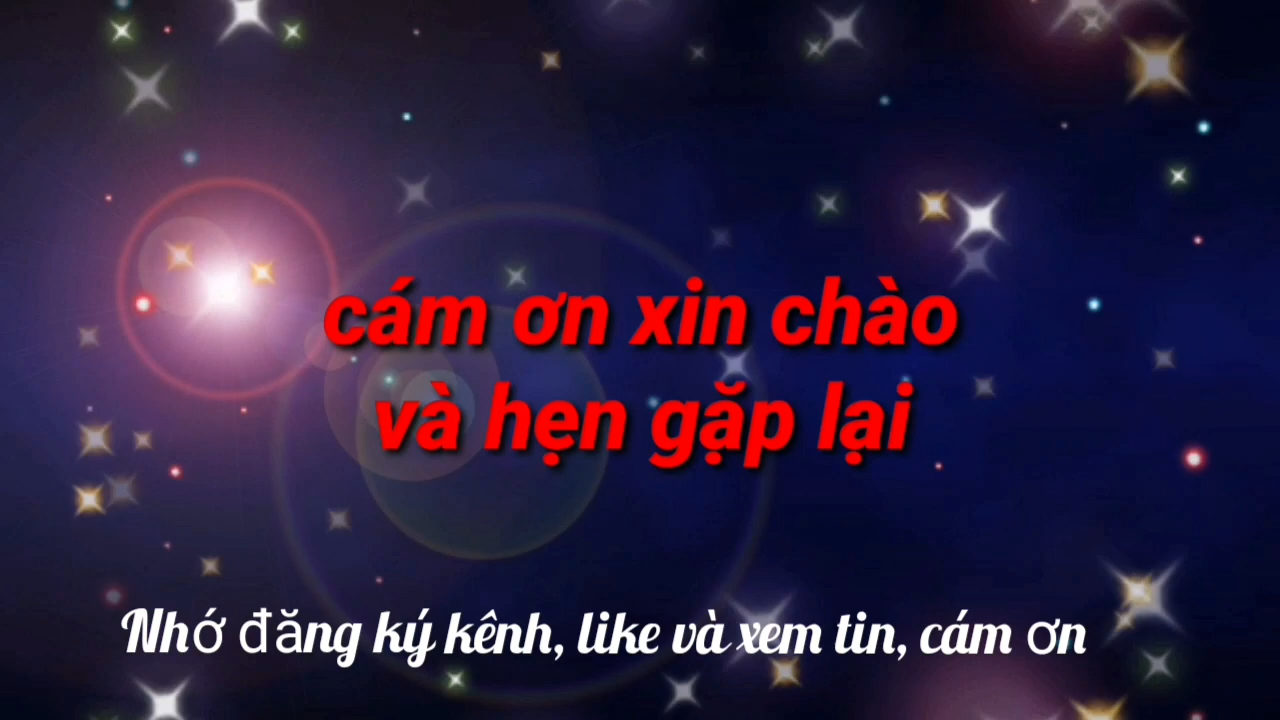 cám ơn xin chào
và hẹn gặp lại
Nhớ đăng ký kênh, like và xem tin, cám ơn